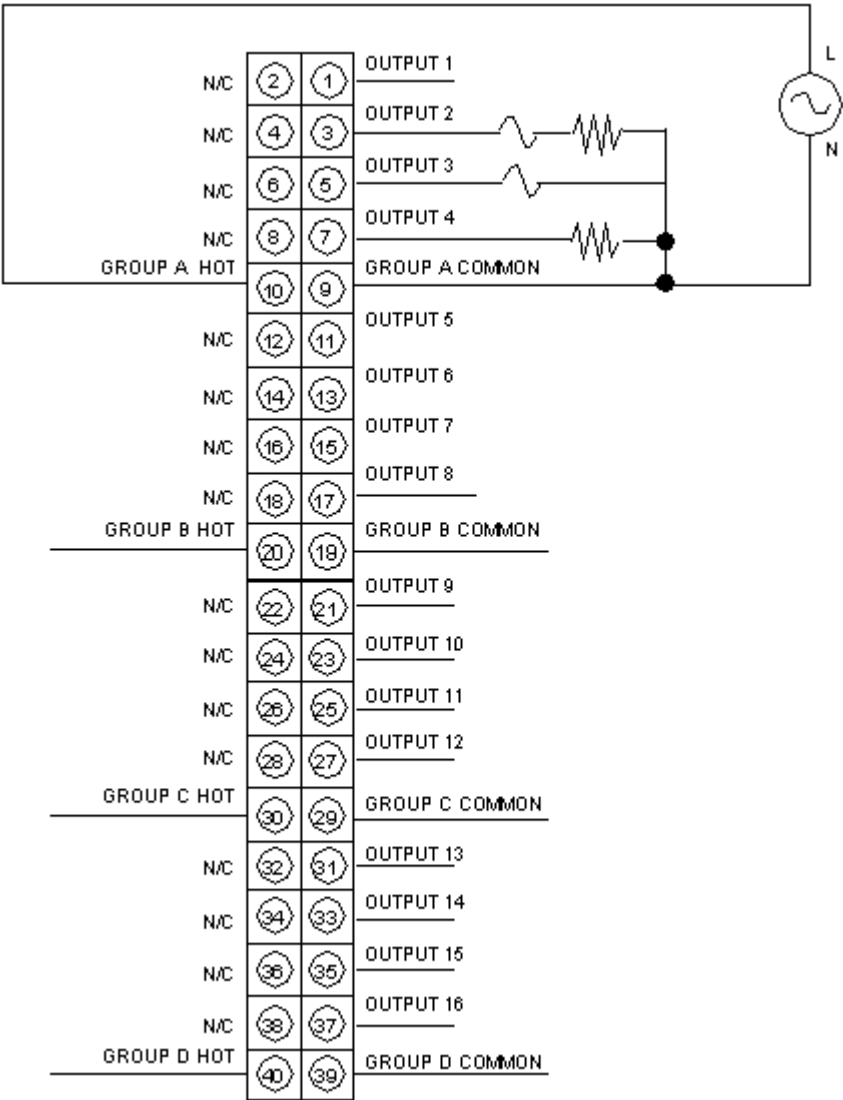 L
N
N/C 2 1 OUTPUT 1
N/C 4 3 OUTPUT 2
N/C 6 5 OUTPUT 3
N/C 8 7 OUTPUT 4
GROUP A HOT 10 9 GROUP A COMMON
N/C 12 11 OUTPUT 5
N/C 14 13 OUTPUT 6
N/C 16 15 OUTPUT 7
N/C 18 17 OUTPUT 8
GROUP B HOT 20 19 GROUP B COMMON
N/C 22 21 OUTPUT 9
N/C 24 23 OUTPUT 10
N/C 26 25 OUTPUT 11
N/C 28 27 OUTPUT 12
GROUP C HOT 30 29 GROUP C COMMON
N/C 32 31 OUTPUT 13
N/C 34 33 OUTPUT 14
N/C 36 35 OUTPUT 15
N/C 38 37 OUTPUT 16
GROUP D HOT 40 39 GROUP D COMMON